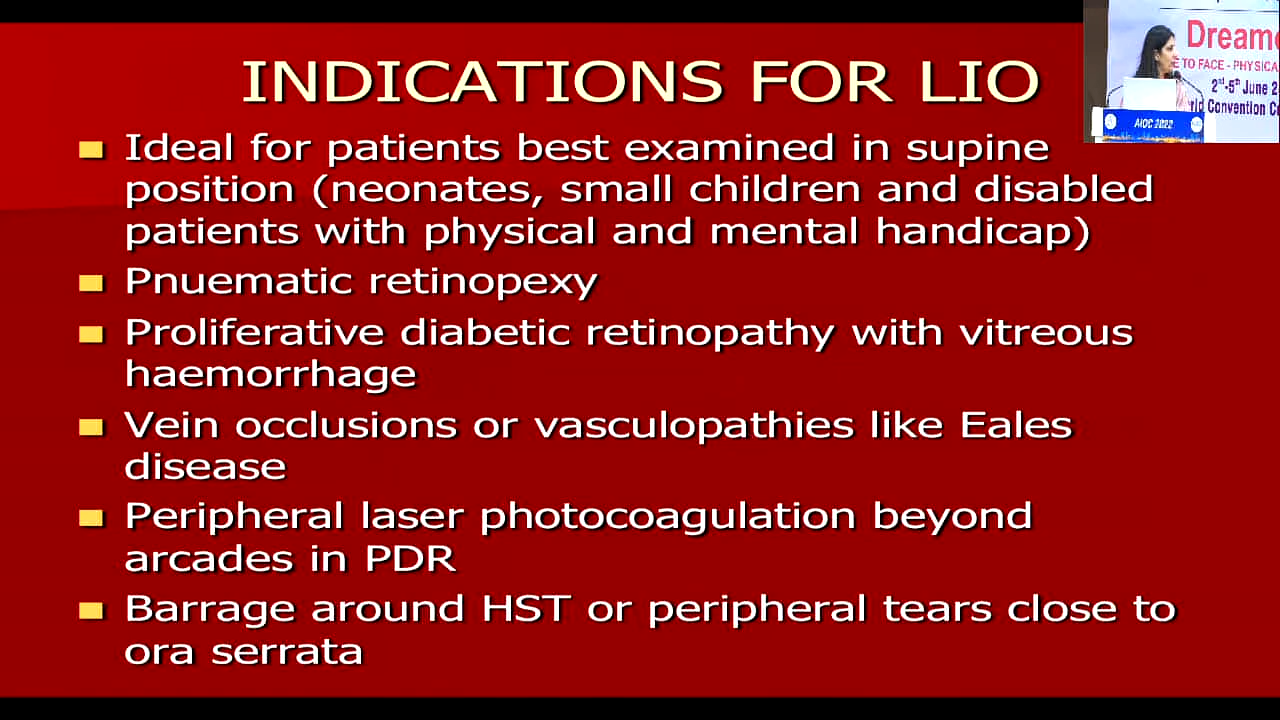 INDICATIONS FOR LIO
Ideal for patients best examined in supine
position (neonates, small children and disabled
patients with physical and mental handicap)
Pnuematic retinopexy
Proliferative diabetic retinopathy with vitreous
haemorrhage
Vein occlusions or vasculopathies like Eales
disease
Peripheral laser photocoagulation beyond
arcades in PDR
Barrage around HST or peripheral tears close to
ora serrata
TO FACE - PHYSICA
2nd-5th June 2
Convention C
AIOC 2022